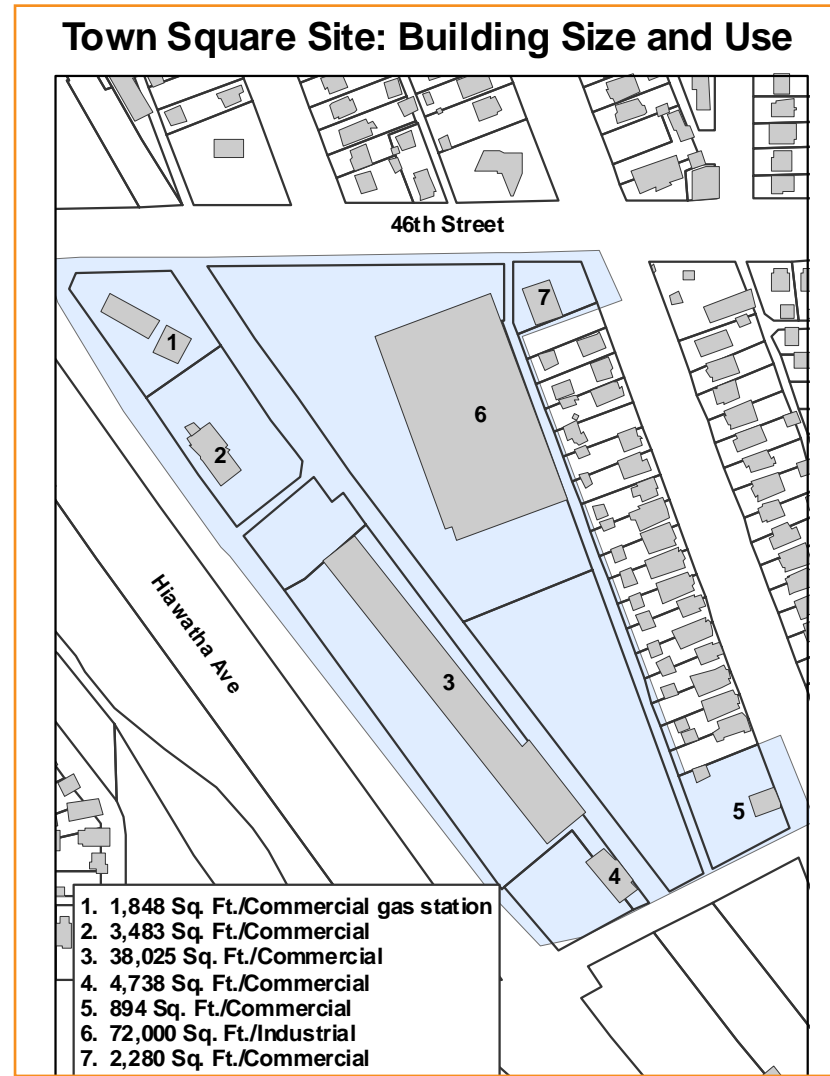 Town Square Site: Building Size and Use
46th Street
7
1
6
2
Hiawatha Ave
3
5
4
1. 1,848 Sq. Ft./Commercial gas station
2. 3,483 Sq. Ft./Commercial
3. 38,025 Sq. Ft./Commercial
4. 4,738 Sq. Ft./Commercial
5. 894 Sq. Ft./Commercial
6. 72,000 Sq. Ft./Industrial
7. 2,280 Sq. Ft./Commercial